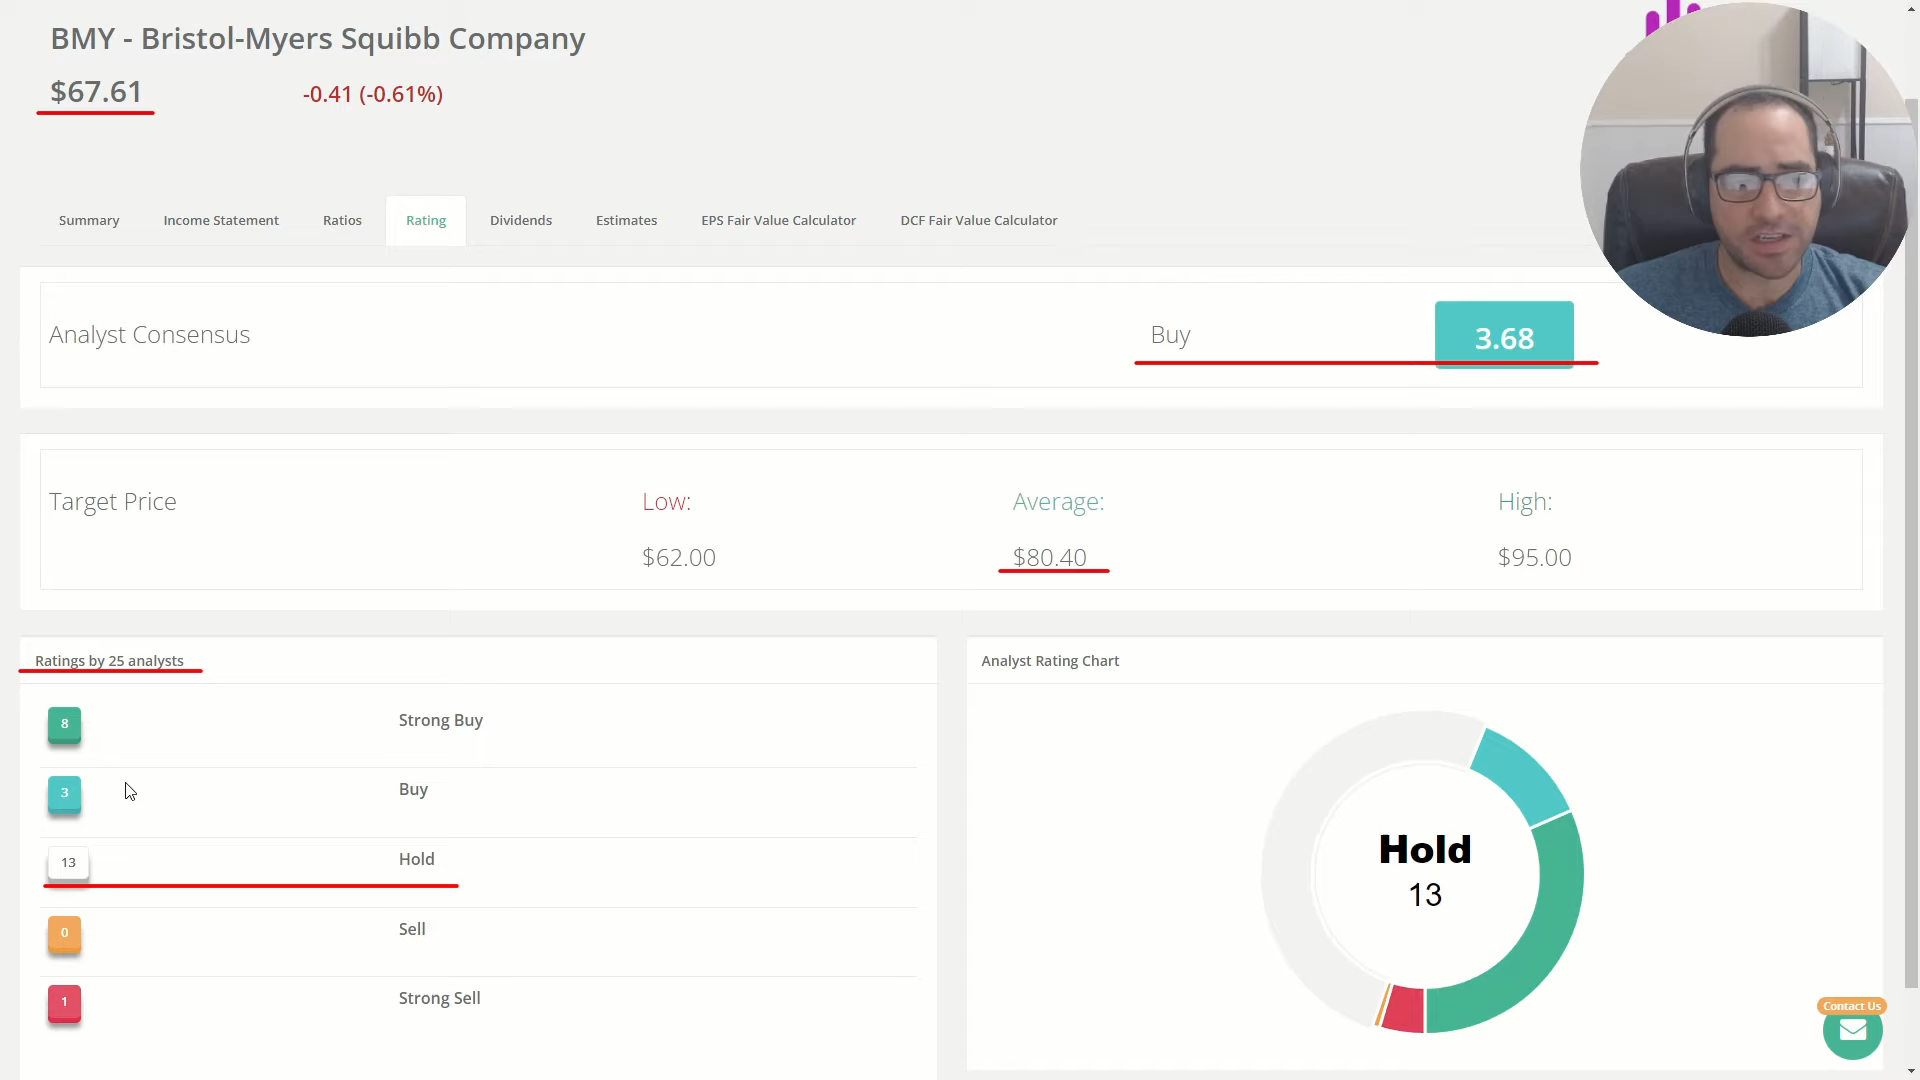 BMY - Bristol-Myers Squibb Company
$67.61 -0.41 (-0.61%)
Summary Income Statement Ratios Rating Dividends Estimates EPS Fair Value Calculator DCF Fair Value Calculator
Analyst Consensus Buy 3.68
Target Price Low: Average: High:
$62.00 $80.40 $95.00
Ratings by 25 analysts
8 Strong Buy
3 Buy
13 Hold
0 Sell
1 Strong Sell
Analyst Rating Chart
Hold
13
Contact Us